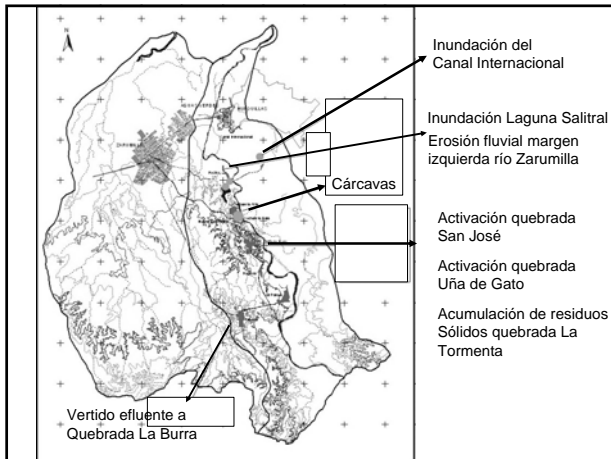 Inundación del
Canal Internacional
Inundación Laguna Salitral
Erosión fluvial margen
izquierda río Zarumilla
Cárcavas
Activación quebrada
San José
Activación quebrada
Uña de Gato
Acumulación de residuos
Sólidos quebrada La
Tormenta
Vertido efluente a
Quebrada La Burra